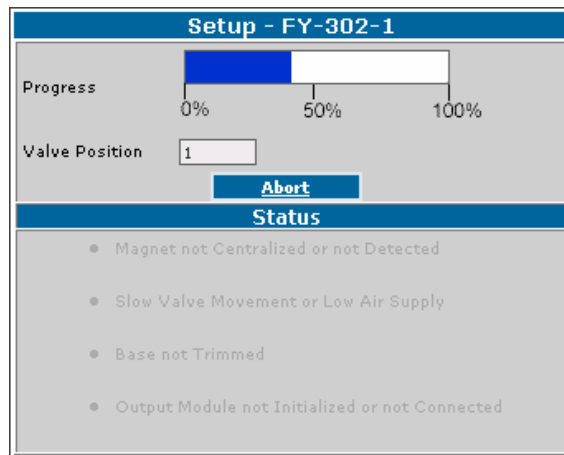 Setup - FY-302-1
Progress
0% 50% 100%
Valve Position 1
Abort
Status
Magnet not Centralized or not Detected
Slow Valve Movement or Low Air Supply
Base not Trimmed
Output Module not Initialized or not Connected